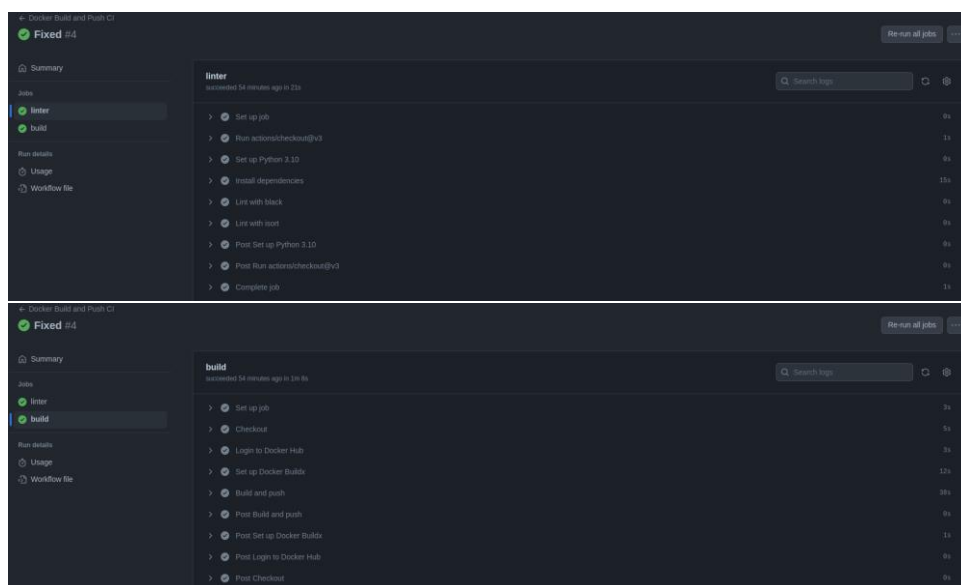 ← Docker Build and Push CI
Fixed #4
Re-run all jobs
Summary
Jobs
linter
build
Run details
Usage
Workflow file
linter
succeeded 54 minutes ago in 21s
Search logs
Set up job 0s
Run actions/checkout@v3 1s
Set up Python 3.10 0s
Install dependencies 15s
Lint with black 0s
Lint with isort 0s
Post Set up Python 3.10 0s
Post Run actions/checkout@v3 0s
Complete job 1s
← Docker Build and Push CI
Fixed #4
Re-run all jobs
Summary
Jobs
linter
build
Run details
Usage
Workflow file
build
succeeded 54 minutes ago in 1m 8s
Search logs
Set up job 3s
Checkout 5s
Login to Docker Hub 3s
Set up Docker Buildx 12s
Build and push 36s
Post Build and push 0s
Post Set up Docker Buildx 1s
Post Login to Docker Hub 0s
Post Checkout 0s